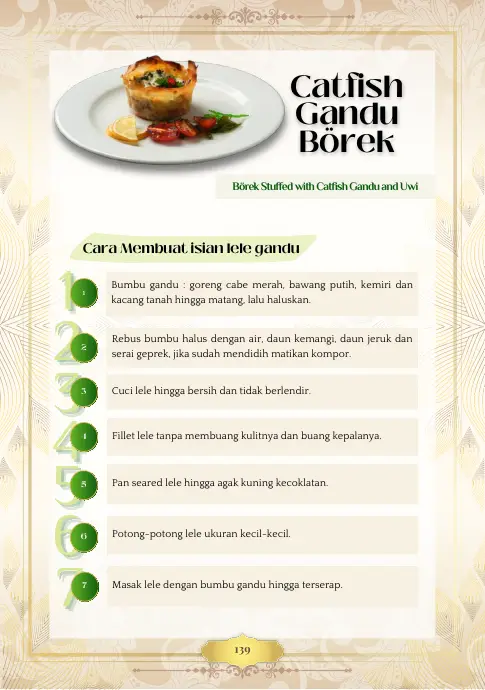 Catfish
Gandu
Börek
Börek Stuffed with Catfish Gandu and Uwi
Cara Membuat isian lele gandu
1
Bumbu gandu : goreng cabe merah, bawang putih, kemiri dan
kacang tanah hingga matang, lalu haluskan.
2
Rebus bumbu halus dengan air, daun kemangi, daun jeruk dan
serai geprek, jika sudah mendidih matikan kompor.
3
Cuci lele hingga bersih dan tidak berlendir.
4
Fillet lele tanpa membuang kulitnya dan buang kepalanya.
5
Pan seared lele hingga agak kuning kecoklatan.
6
Potong-potong lele ukuran kecil-kecil.
7
Masak lele dengan bumbu gandu hingga terserap.
139